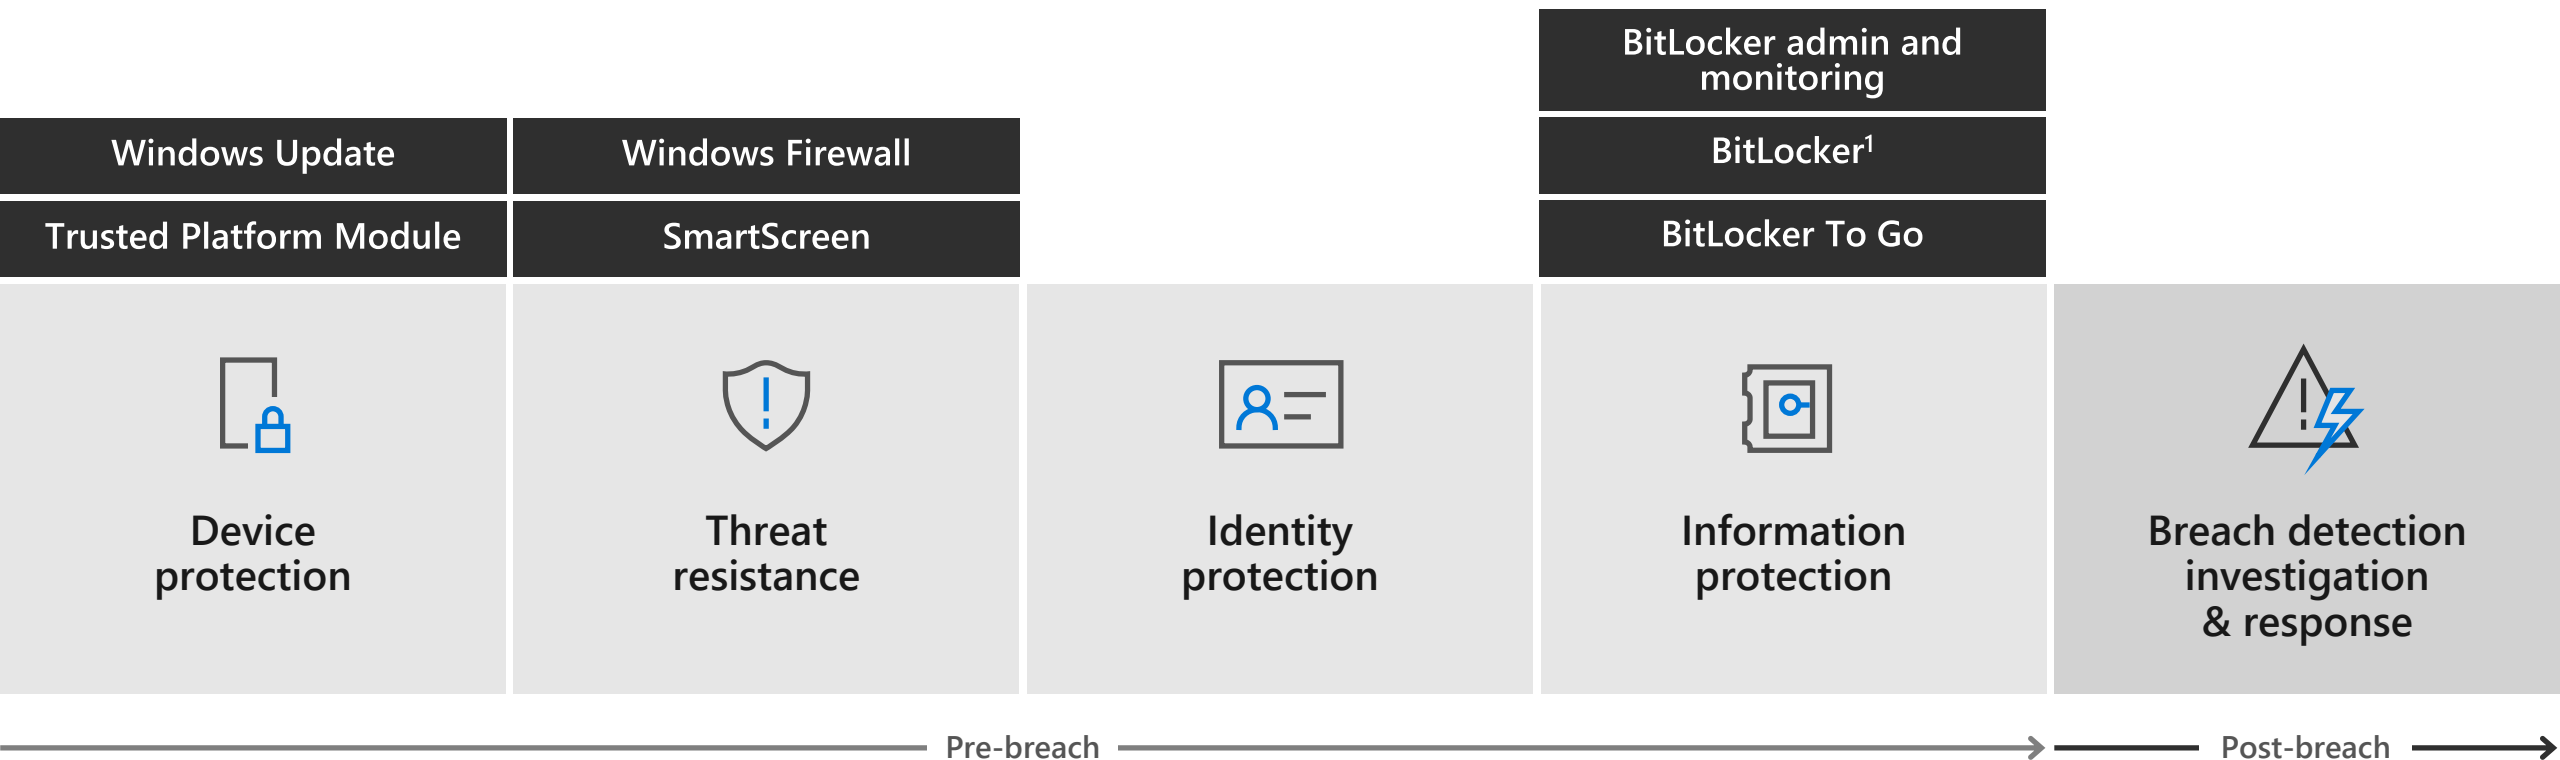 BitLocker admin and
monitoring
Windows Update
Windows Firewall
BitLocker¹
Trusted Platform Module
SmartScreen
BitLocker To Go
Device
protection
Threat
resistance
Identity
protection
Information
protection
Breach detection
investigation
& response
Pre-breach
Post-breach